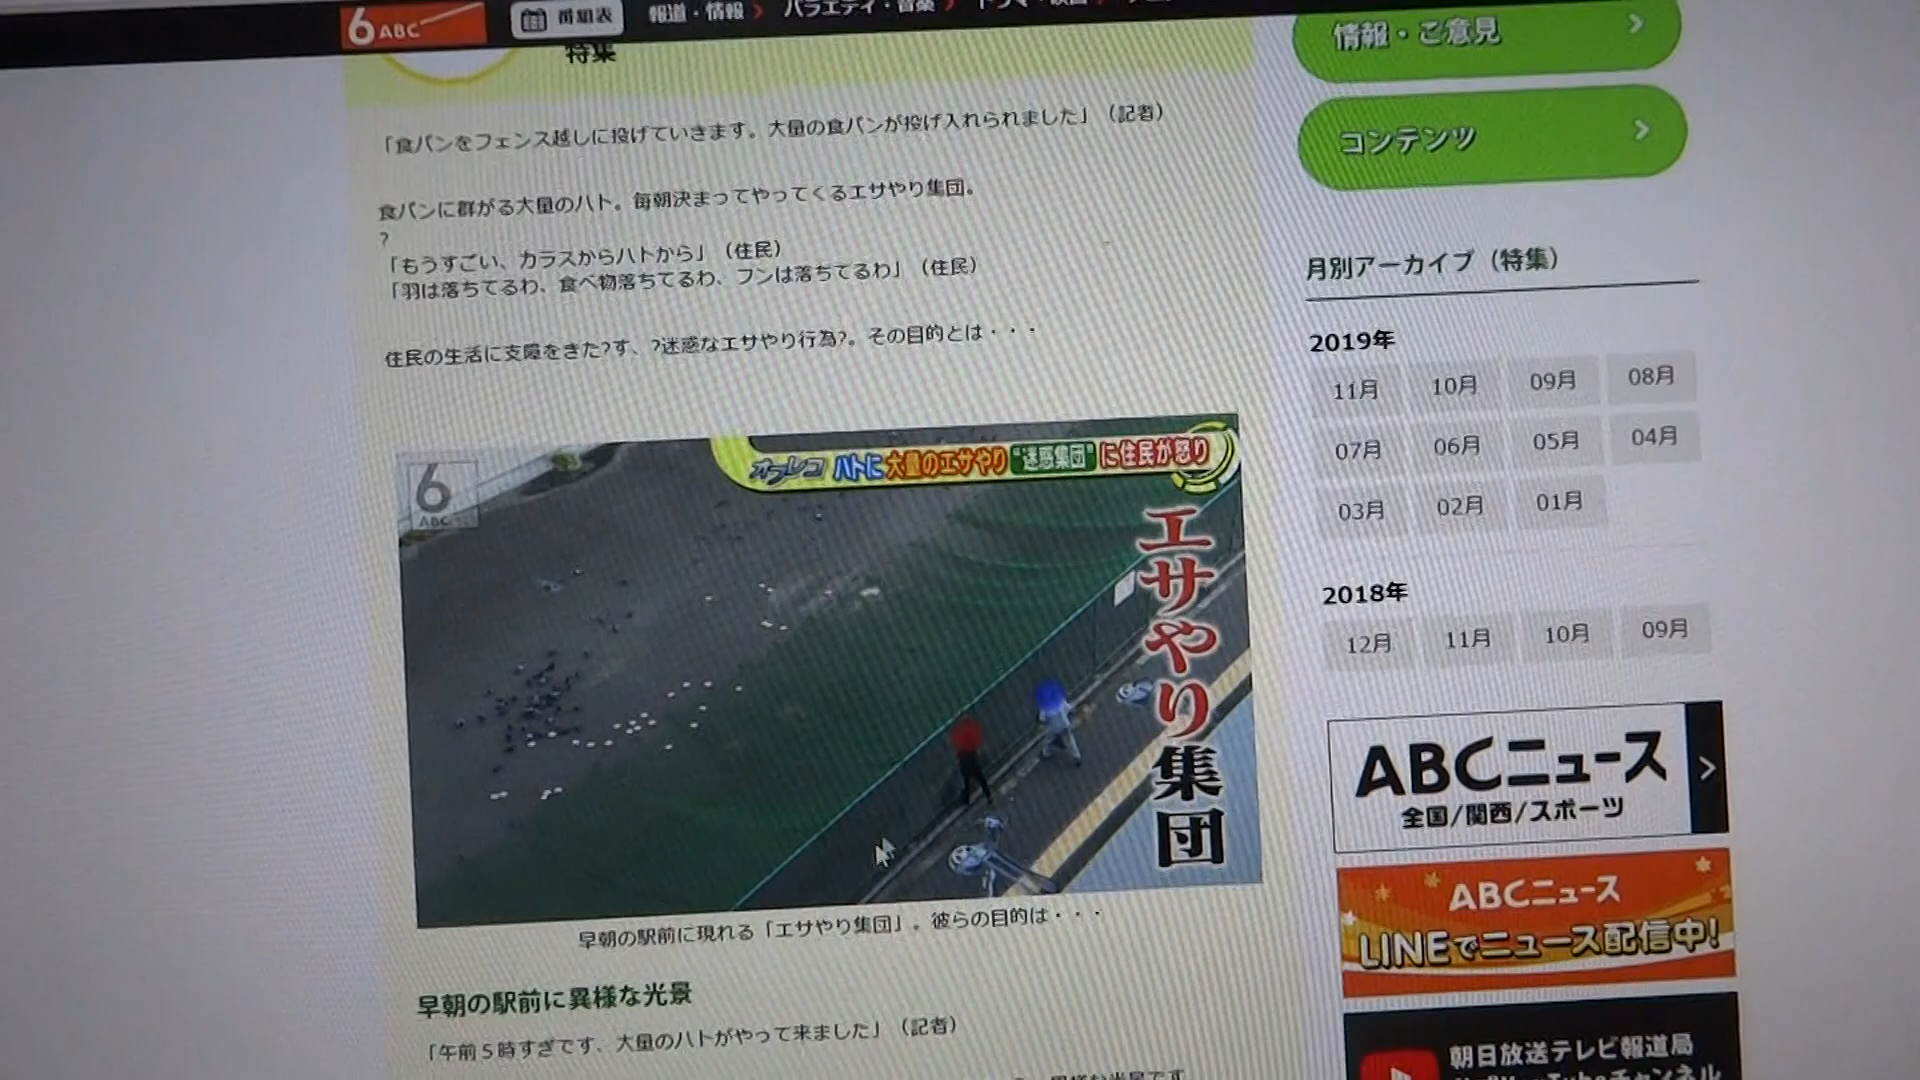 6 ABC
番組表
報道・情報
バラエティ・音楽
特集
「食パンをフェンス越しに投げていきます。大量の食パンが投げ入れられました」（記者）
食パンに群がる大量のハト。毎朝決まってやってくるエサやり集団。
?
「もうすごい、カラスからハトから」（住民）
「羽は落ちてるわ、食べ物落ちてるわ、フンは落ちてるわ」（住民）
住民の生活に支障をきた?す、?迷惑なエサやり行為?。その目的とは・・・
6
ABC
オフレコ ハトに大量のエサやり“迷惑集団”に住民が怒り
エサやり集団
早朝の駅前に現れる「エサやり集団」。彼らの目的は・・・
早朝の駅前に異様な光景
「午前５時すぎです、大量のハトがやって来ました」（記者）
情報・ご意見
コンテンツ
月別アーカイブ（特集）
2019年
11月 10月 09月 08月
07月 06月 05月 04月
03月 02月 01月
2018年
12月 11月 10月 09月
ABCニュース
全国/関西/スポーツ
ABCニュース
LINEでニュース配信中!
朝日放送テレビ報道局